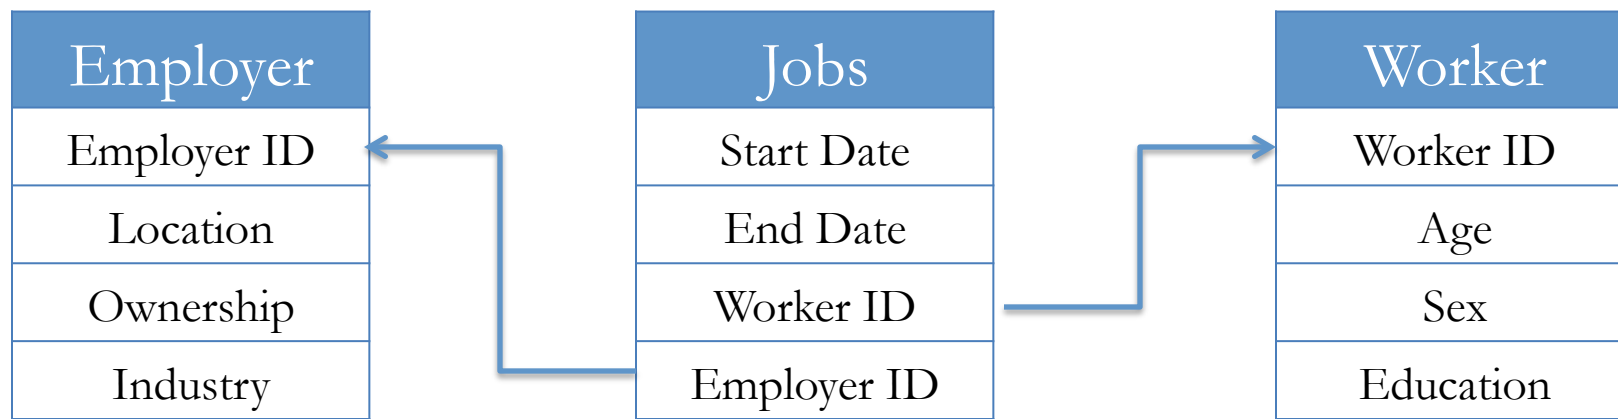 Employer
Employer ID
Location
Ownership
Industry
Jobs
Start Date
End Date
Worker ID
Employer ID
Worker
Worker ID
Age
Sex
Education